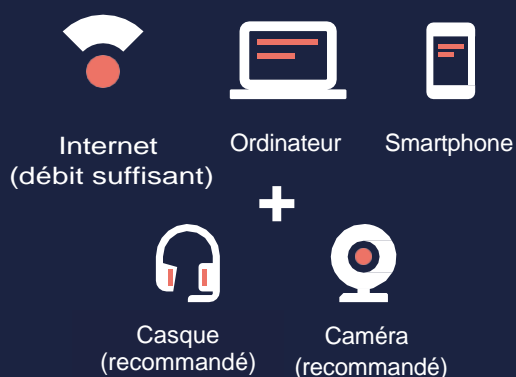 Internet
(débit suffisant)
Ordinateur
Smartphone
+
Casque
(recommandé)
Caméra
(recommandé)